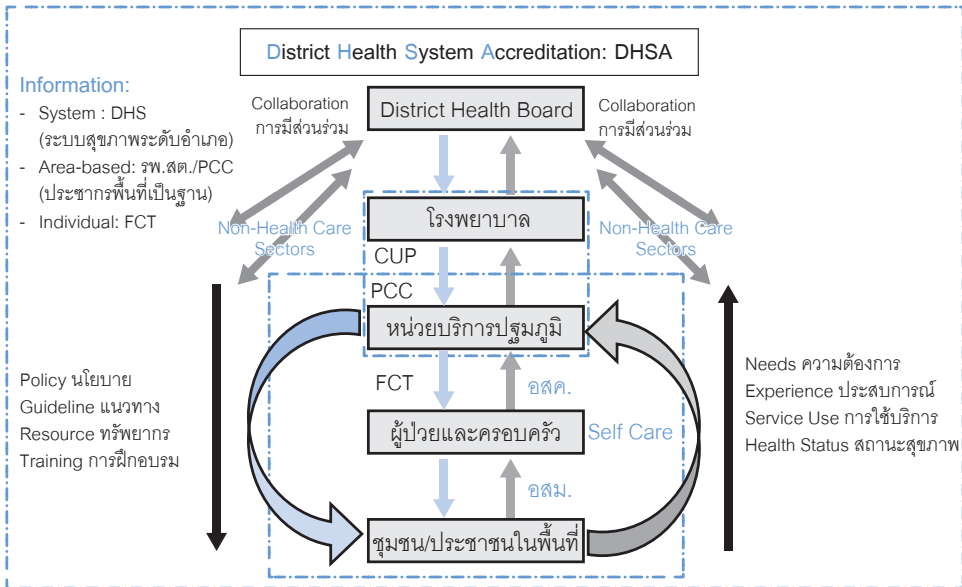 District Health System Accreditation: DHSA
Information:
- System : DHS
(ระบบสุขภาพระดับอำเภอ)
- Area-based: รพ.สต./PCC
(ประชากรพื้นที่เป็นฐาน)
- Individual: FCT
Collaboration
การมีส่วนร่วม
District Health Board
Collaboration
การมีส่วนร่วม
Non-Health Care
Sectors
โรงพยาบาล
Non-Health Care
Sectors
CUP
PCC
หน่วยบริการปฐมภูมิ
Policy นโยบาย
Guideline แนวทาง
Resource ทรัพยากร
Training การฝึกอบรม
FCT
อสค.
ผู้ป่วยและครอบครัว
Self Care
อสม.
ชุมชน/ประชาชนในพื้นที่
Needs ความต้องการ
Experience ประสบการณ์
Service Use การใช้บริการ
Health Status สถานะสุขภาพ